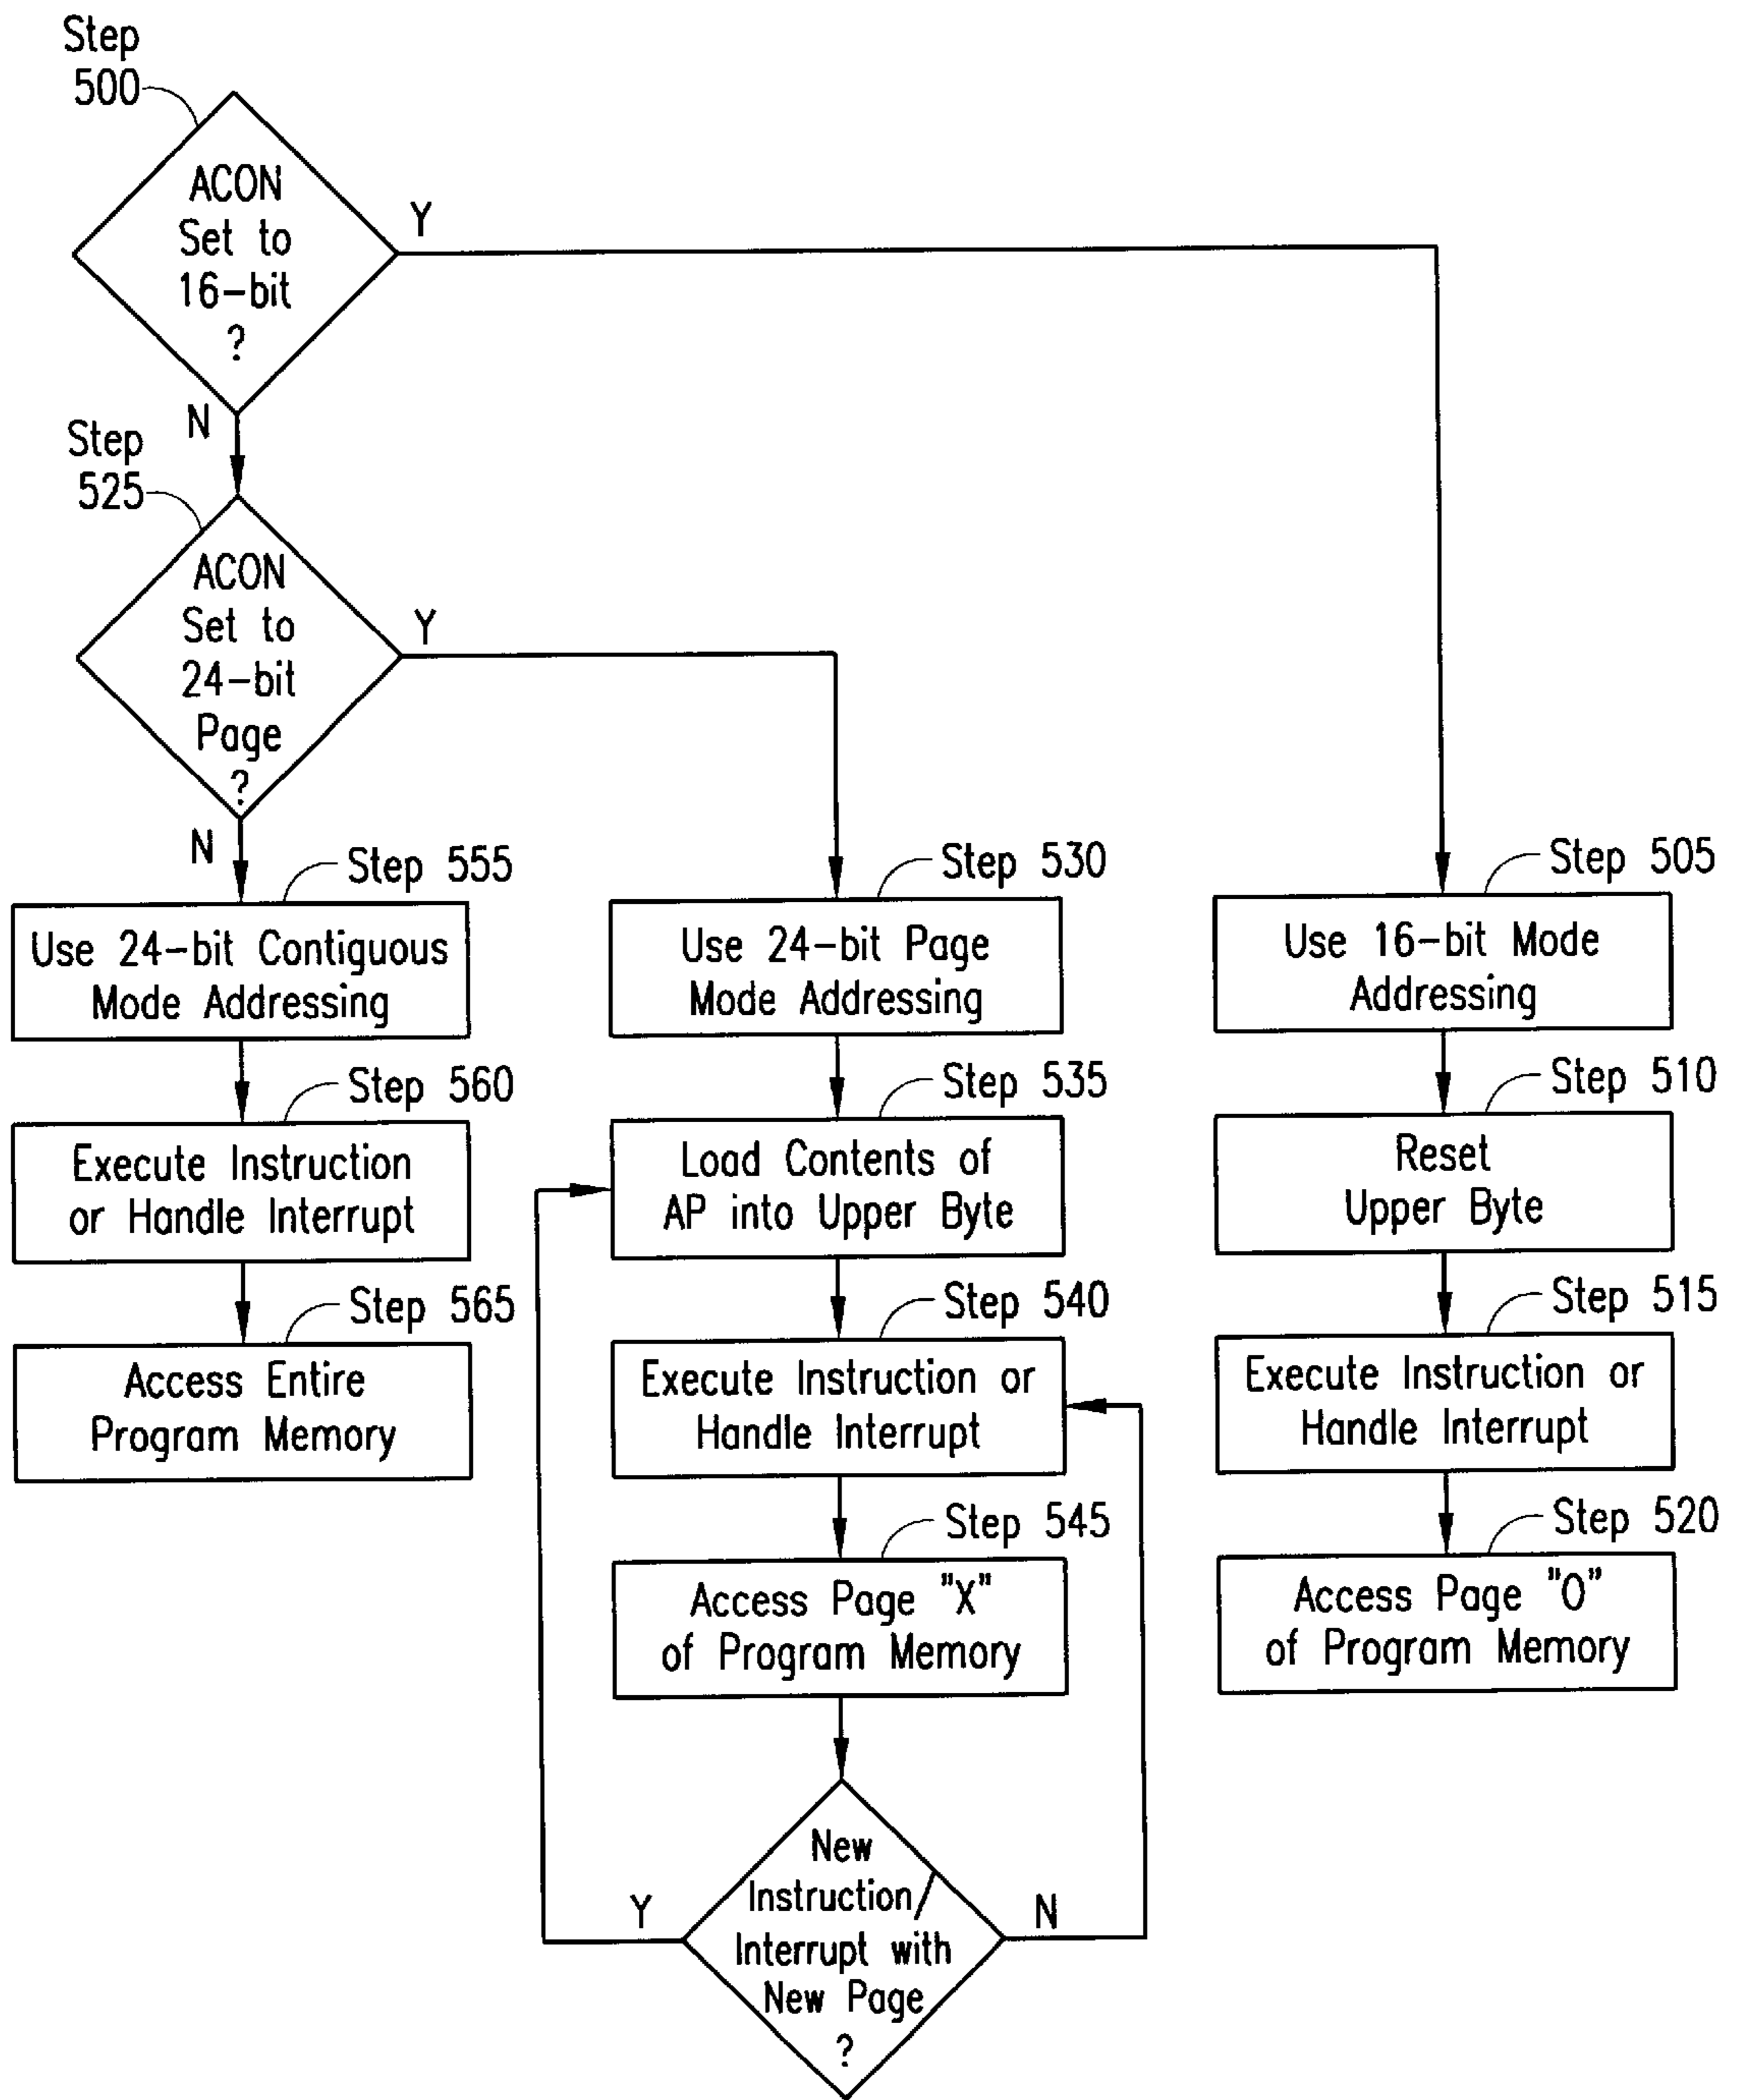 Step
500
ACON
Set to
16-bit
?
Y
N
Step
525
ACON
Set to
24-bit
Page
?
Y
N
Step 555
Use 24-bit Contiguous
Mode Addressing
Step 560
Execute Instruction
or Handle Interrupt
Step 565
Access Entire
Program Memory
Step 530
Use 24-bit Page
Mode Addressing
Step 535
Load Contents of
AP into Upper Byte
Step 540
Execute Instruction or
Handle Interrupt
Step 545
Access Page "X"
of Program Memory
New
Instruction/
Interrupt with
New Page
?
Y
N
Step 505
Use 16-bit Mode
Addressing
Step 510
Reset
Upper Byte
Step 515
Execute Instruction or
Handle Interrupt
Step 520
Access Page "0"
of Program Memory